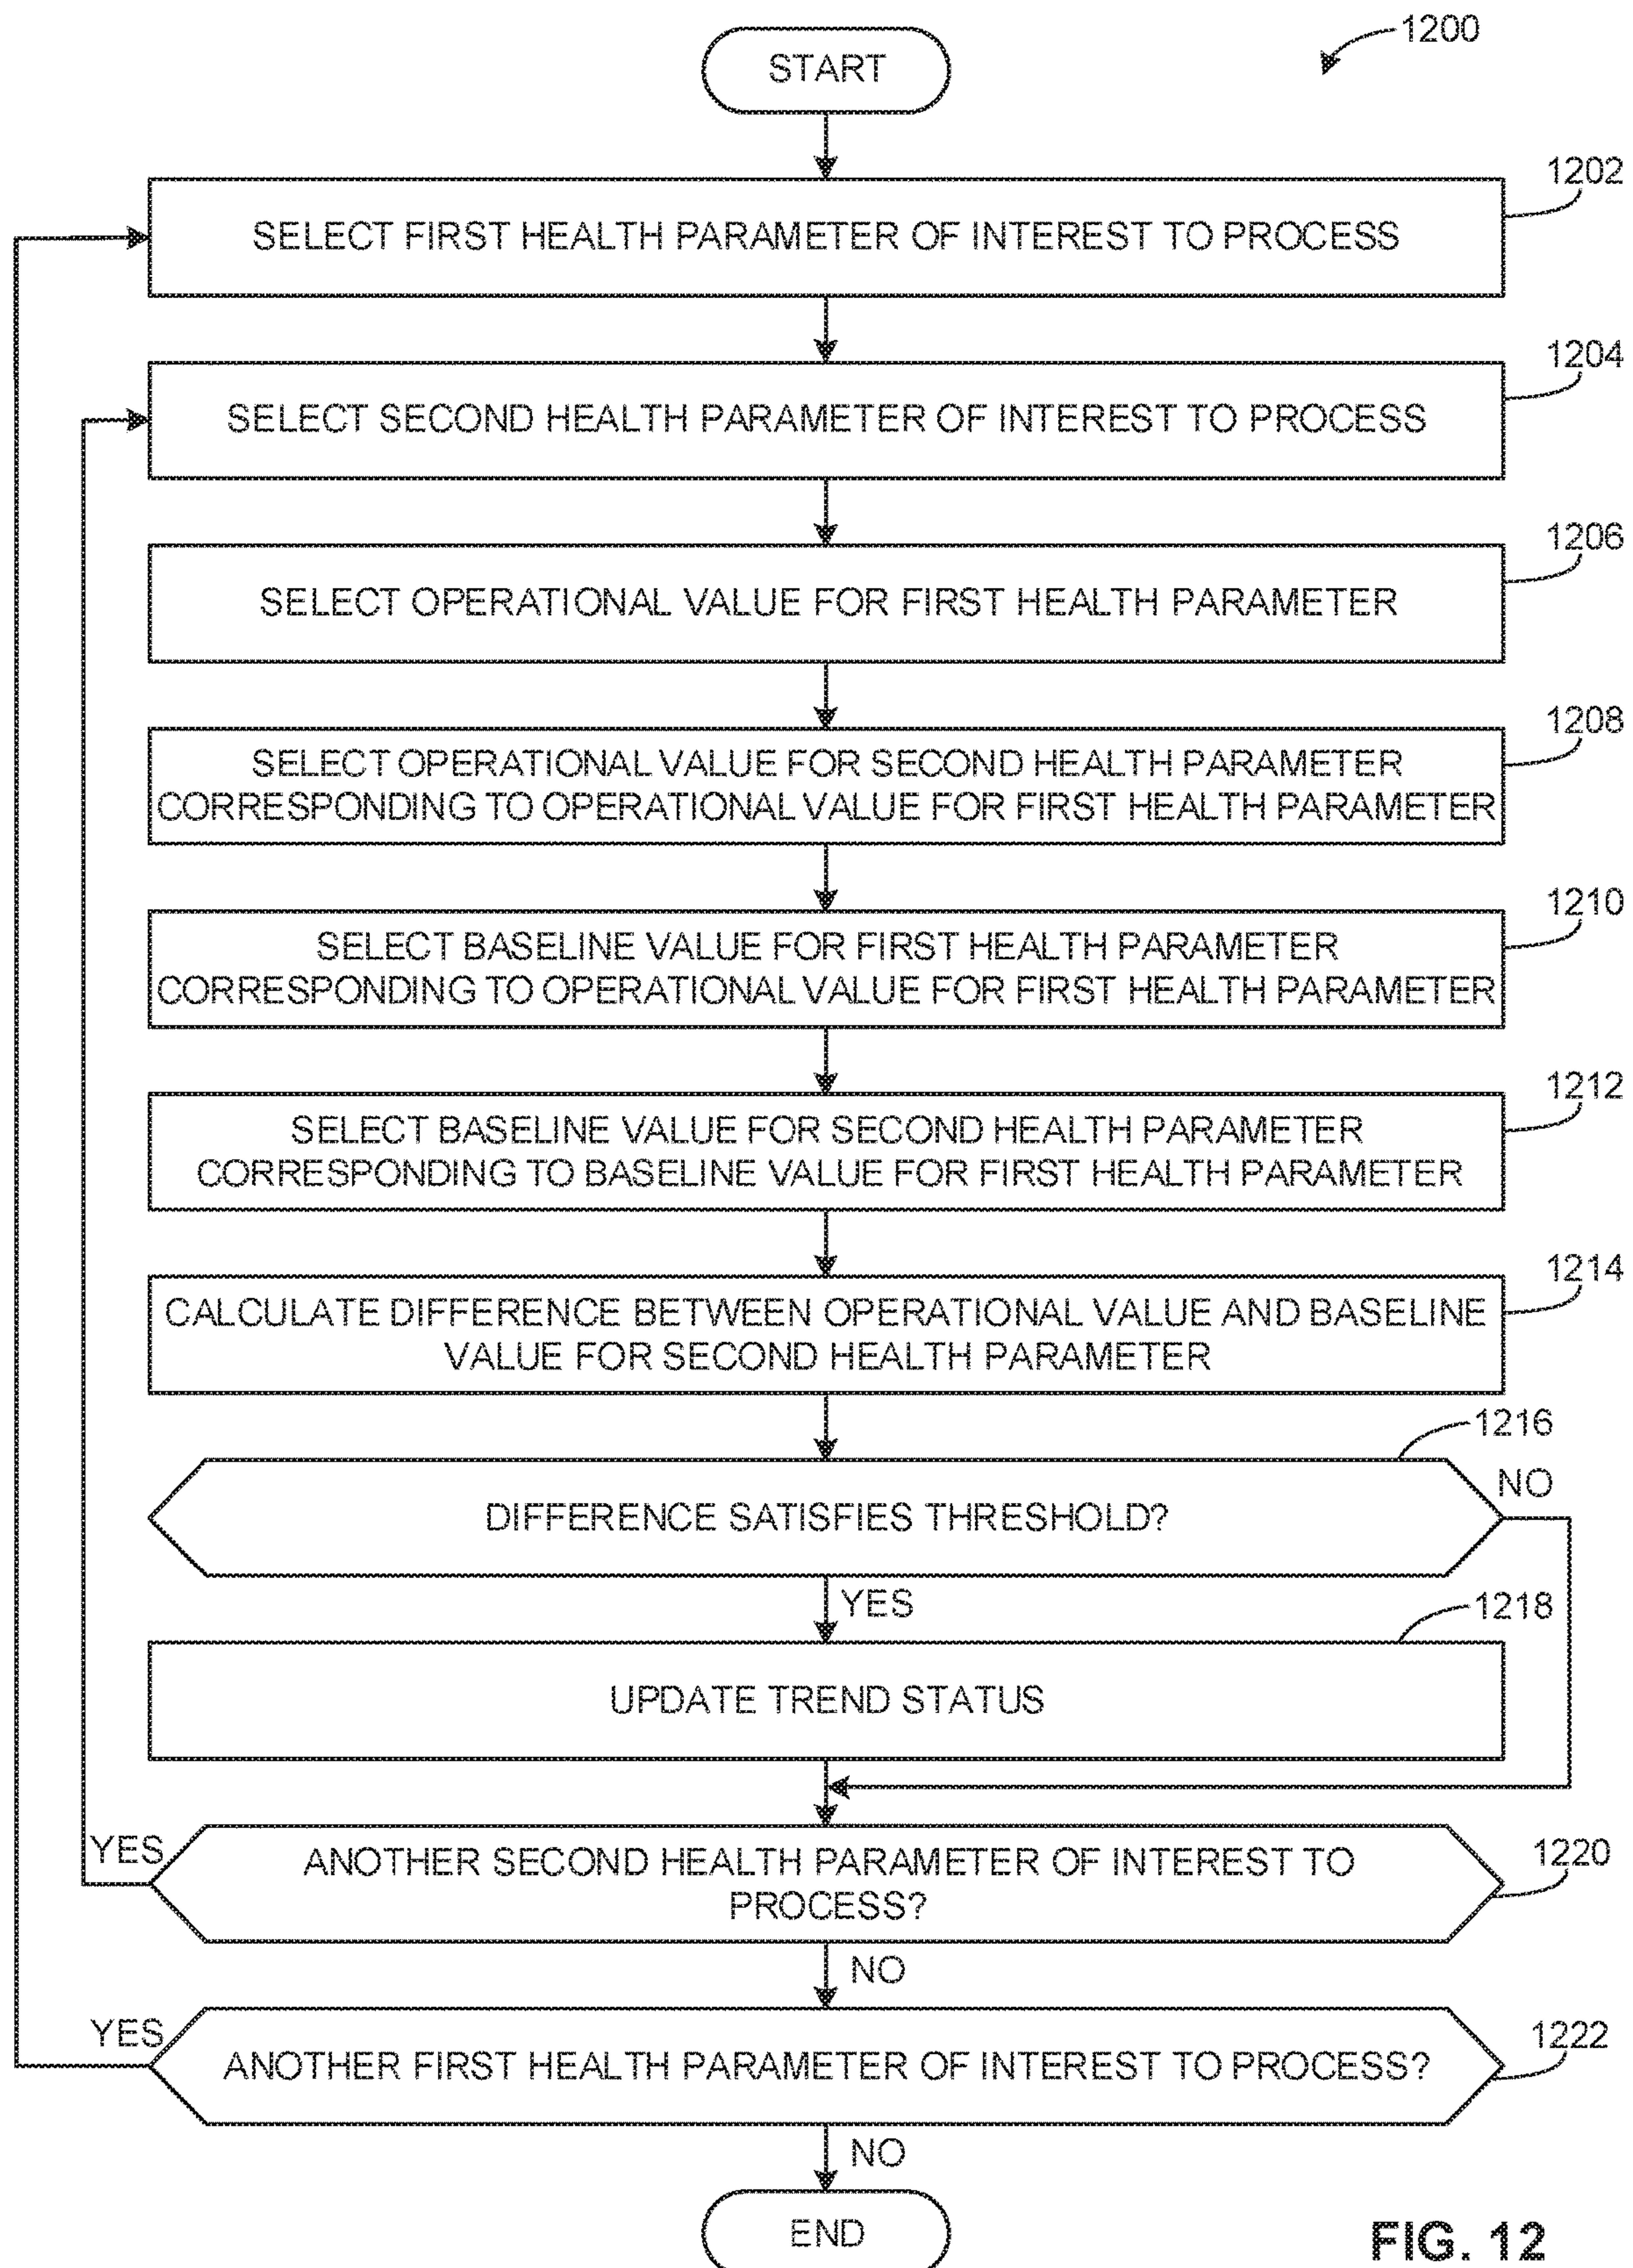 1200
START
1202
SELECT FIRST HEALTH PARAMETER OF INTEREST TO PROCESS
1204
SELECT SECOND HEALTH PARAMETER OF INTEREST TO PROCESS
1206
SELECT OPERATIONAL VALUE FOR FIRST HEALTH PARAMETER
1208
SELECT OPERATIONAL VALUE FOR SECOND HEALTH PARAMETER
CORRESPONDING TO OPERATIONAL VALUE FOR FIRST HEALTH PARAMETER
1210
SELECT BASELINE VALUE FOR FIRST HEALTH PARAMETER
CORRESPONDING TO OPERATIONAL VALUE FOR FIRST HEALTH PARAMETER
1212
SELECT BASELINE VALUE FOR SECOND HEALTH PARAMETER
CORRESPONDING TO BASELINE VALUE FOR FIRST HEALTH PARAMETER
1214
CALCULATE DIFFERENCE BETWEEN OPERATIONAL VALUE AND BASELINE
VALUE FOR SECOND HEALTH PARAMETER
1216
NO
DIFFERENCE SATISFIES THRESHOLD?
YES
1218
UPDATE TREND STATUS
YES
1220
ANOTHER SECOND HEALTH PARAMETER OF INTEREST TO
PROCESS?
NO
YES
1222
ANOTHER FIRST HEALTH PARAMETER OF INTEREST TO PROCESS?
NO
END
FIG. 12